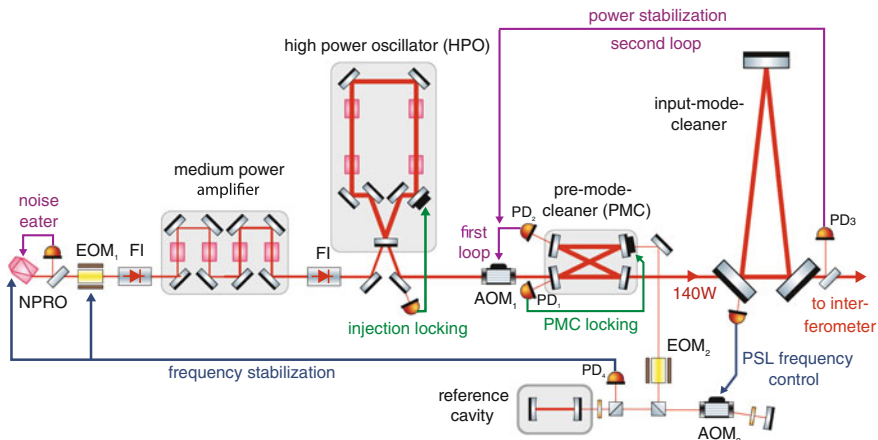 power stabilization
second loop
high power oscillator (HPO)
input-mode-
cleaner
medium power
amplifier
pre-mode-
cleaner (PMC)
noise
eater
EOM1
FI
FI
first
loop
PD2
PD3
NPRO
AOM1
PD1
140W
to inter-
ferometer
injection locking
PMC locking
EOM2
frequency stabilization
PD4
PSL frequency
control
reference
cavity
AOM